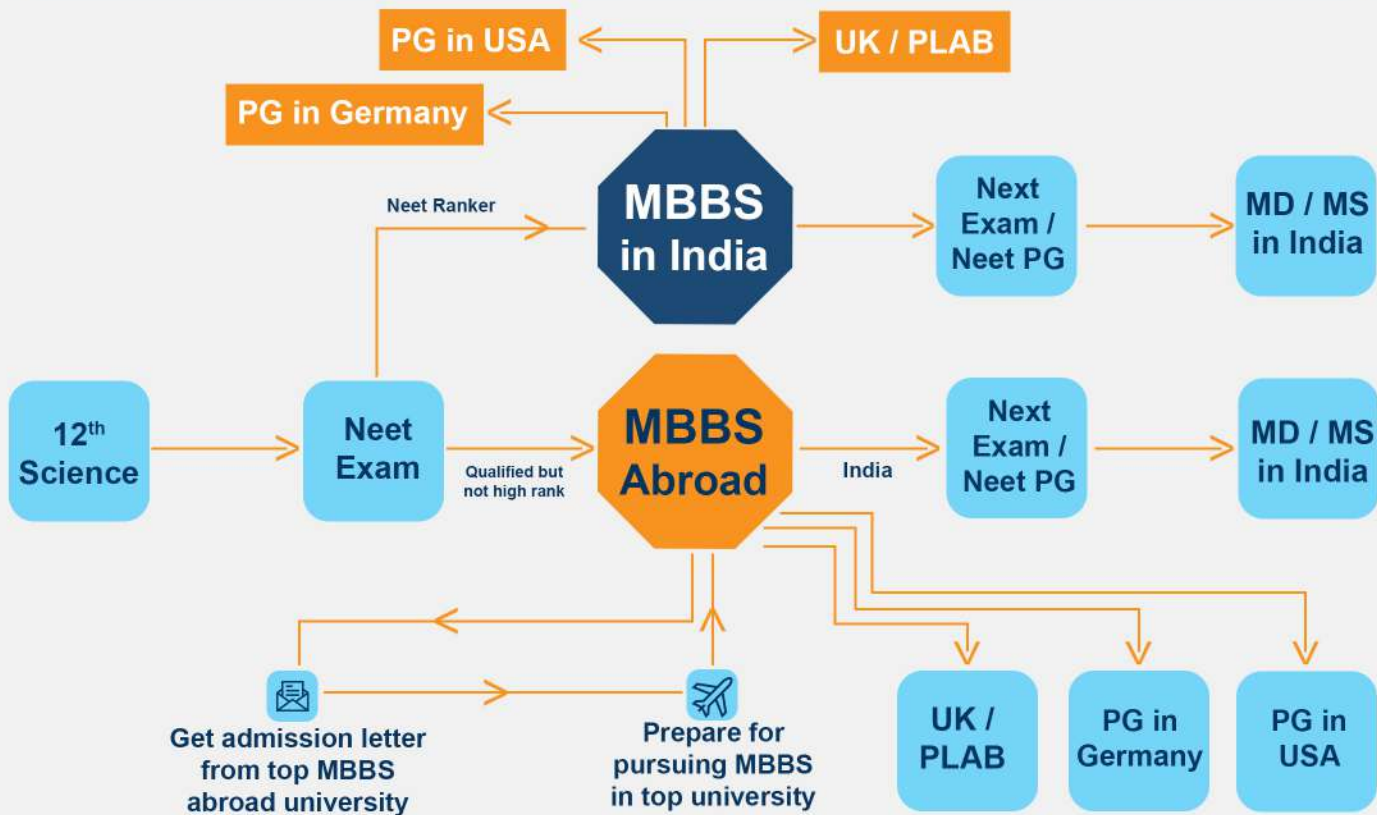 PG in USA
UK / PLAB
PG in Germany
Neet Ranker
MBBS
in India
Next
Exam /
Neet PG
MD / MS
in India
12th
Science
Neet
Exam
Qualified but
not high rank
MBBS
Abroad
India
Next
Exam /
Neet PG
MD / MS
in India
Get admission letter
from top MBBS
abroad university
Prepare for
pursuing MBBS
in top university
UK /
PLAB
PG in
Germany
PG in
USA